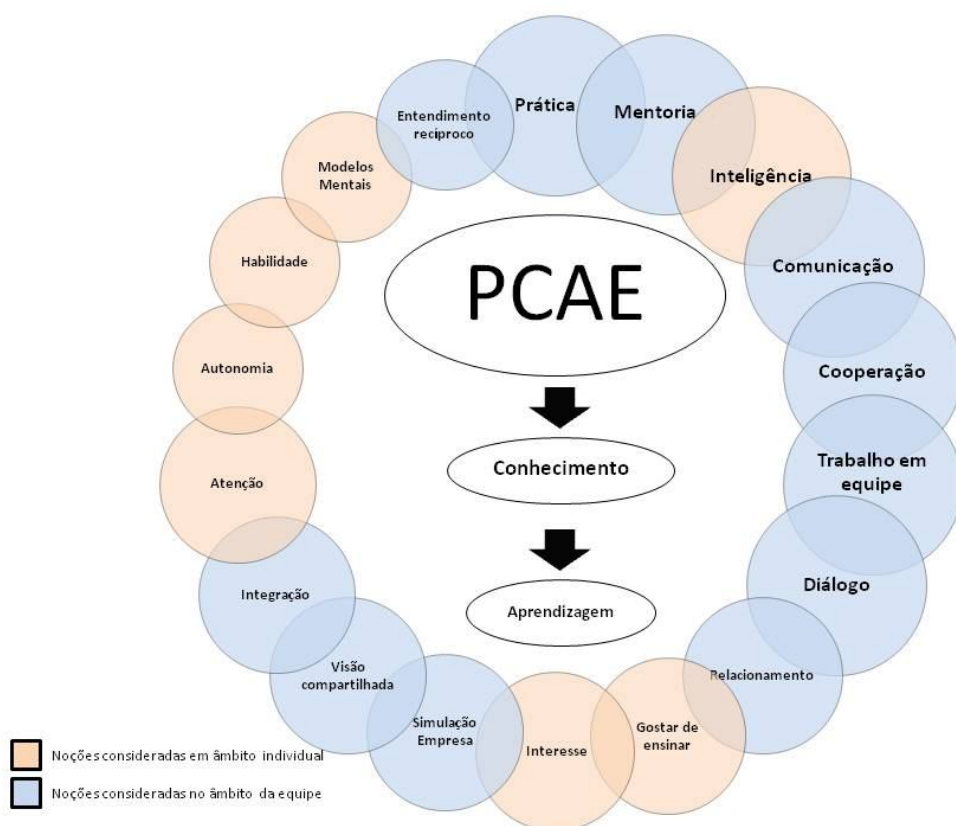 Prática
Mentoria
Inteligência
Comunicação
Cooperação
Trabalho em
equipe
Diálogo
Relacionamento
Gostar de
ensinar
Interesse
Simulação
Empresa
Visão
compartilhada
Integração
Atenção
Autonomia
Habilidade
Modelos
Mentais
Entendimento
recíproco
PCAE
Conhecimento
Aprendizagem
Noções consideradas em âmbito individual
Noções consideradas no âmbito da equipe